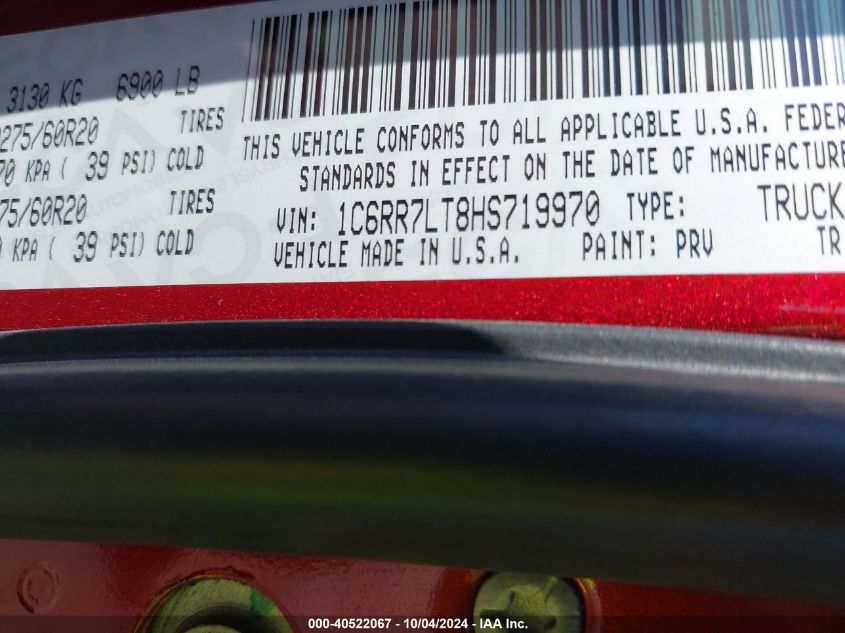 3130 KG 6900 LB
275/60R20 TIRES
KPA ( 39 PSI) COLD
75/60R20 TIRES
KPA ( 39 PSI) COLD
THIS VEHICLE CONFORMS TO ALL APPLICABLE U.S.A. FEDER
STANDARDS IN EFFECT ON THE DATE OF MANUFACTURE
VIN: 1C6RR7LT8HS719970 TYPE: TRUCK
VEHICLE MADE IN U.S.A. PAINT: PRV TR
000-40522067 - 10/04/2024 - IAA Inc.